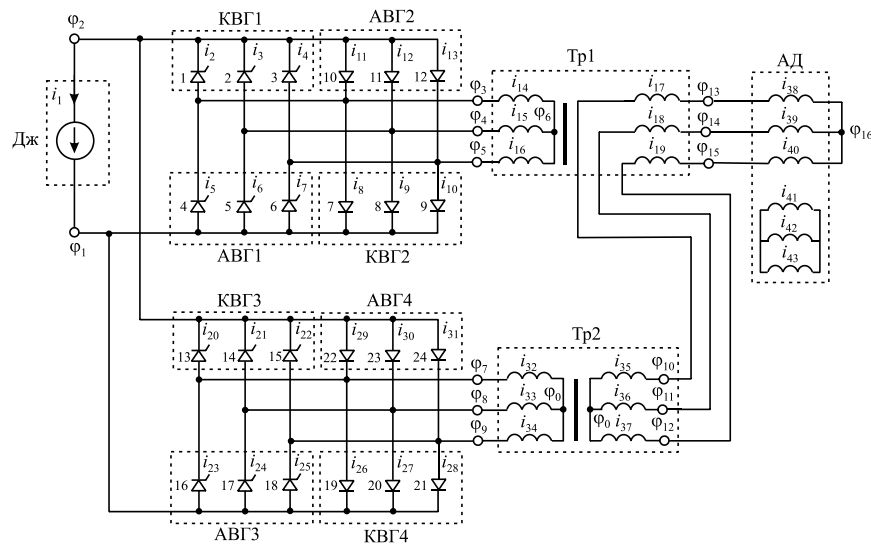 φ₂
КВГ1
АВГ2
i₁
Дж
i₂ i₃ i₄ i₁₁ i₁₂ i₁₃
1 2 3 10 11 12
i₅ i₆ i₇ i₈ i₉ i₁₀
4 5 6 7 8 9
φ₁
АВГ1
КВГ2
Тр1
φ₃ i₁₄
φ₄ i₁₅ φ₆
φ₅ i₁₆
i₁₇ φ₁₃
i₁₈ φ₁₄
i₁₉ φ₁₅
АД
i₃₈
i₃₉ φ₁₆
i₄₀
i₄₁
i₄₂
i₄₃
КВГ3
АВГ4
i₂₀ i₂₁ i₂₂ i₂₉ i₃₀ i₃₁
13 14 15 22 23 24
i₂₃ i₂₄ i₂₅ i₂₆ i₂₇ i₂₈
16 17 18 19 20 21
АВГ3
КВГ4
Тр2
φ₇ i₃₂
φ₈ i₃₃ φ₀
φ₉ i₃₄
i₃₅ φ₁₀
i₃₆ φ₁₁
φ₀ i₃₇ φ₁₂